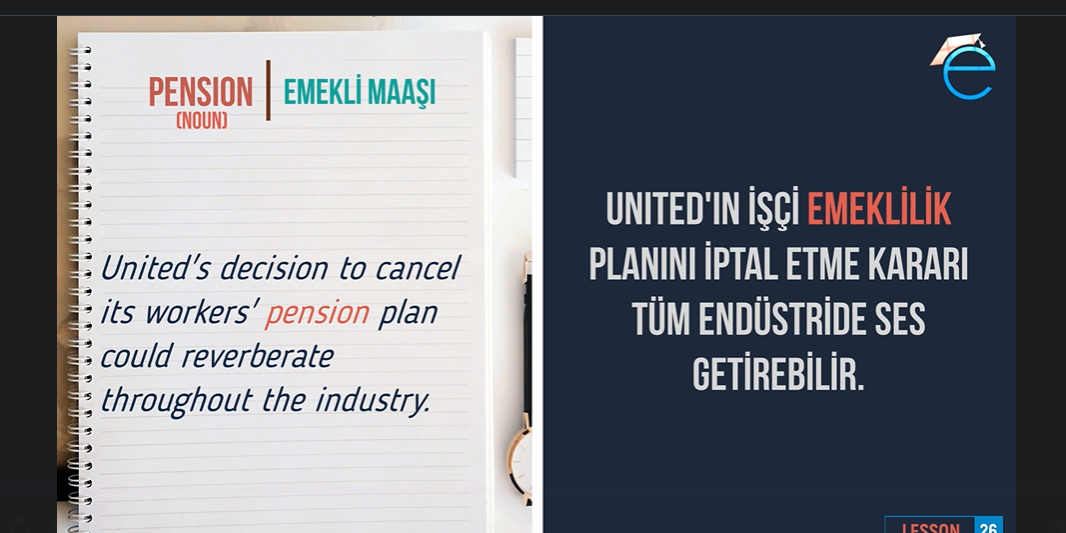 PENSION
(NOUN)
EMEKLİ MAAŞI
United's decision to cancel
its workers' pension plan
could reverberate
throughout the industry.
UNITED'IN İŞÇİ EMEKLİLİK
PLANINI İPTAL ETME KARARI
TÜM ENDÜSTRİDE SES
GETİREBİLİR.
LESSON 26